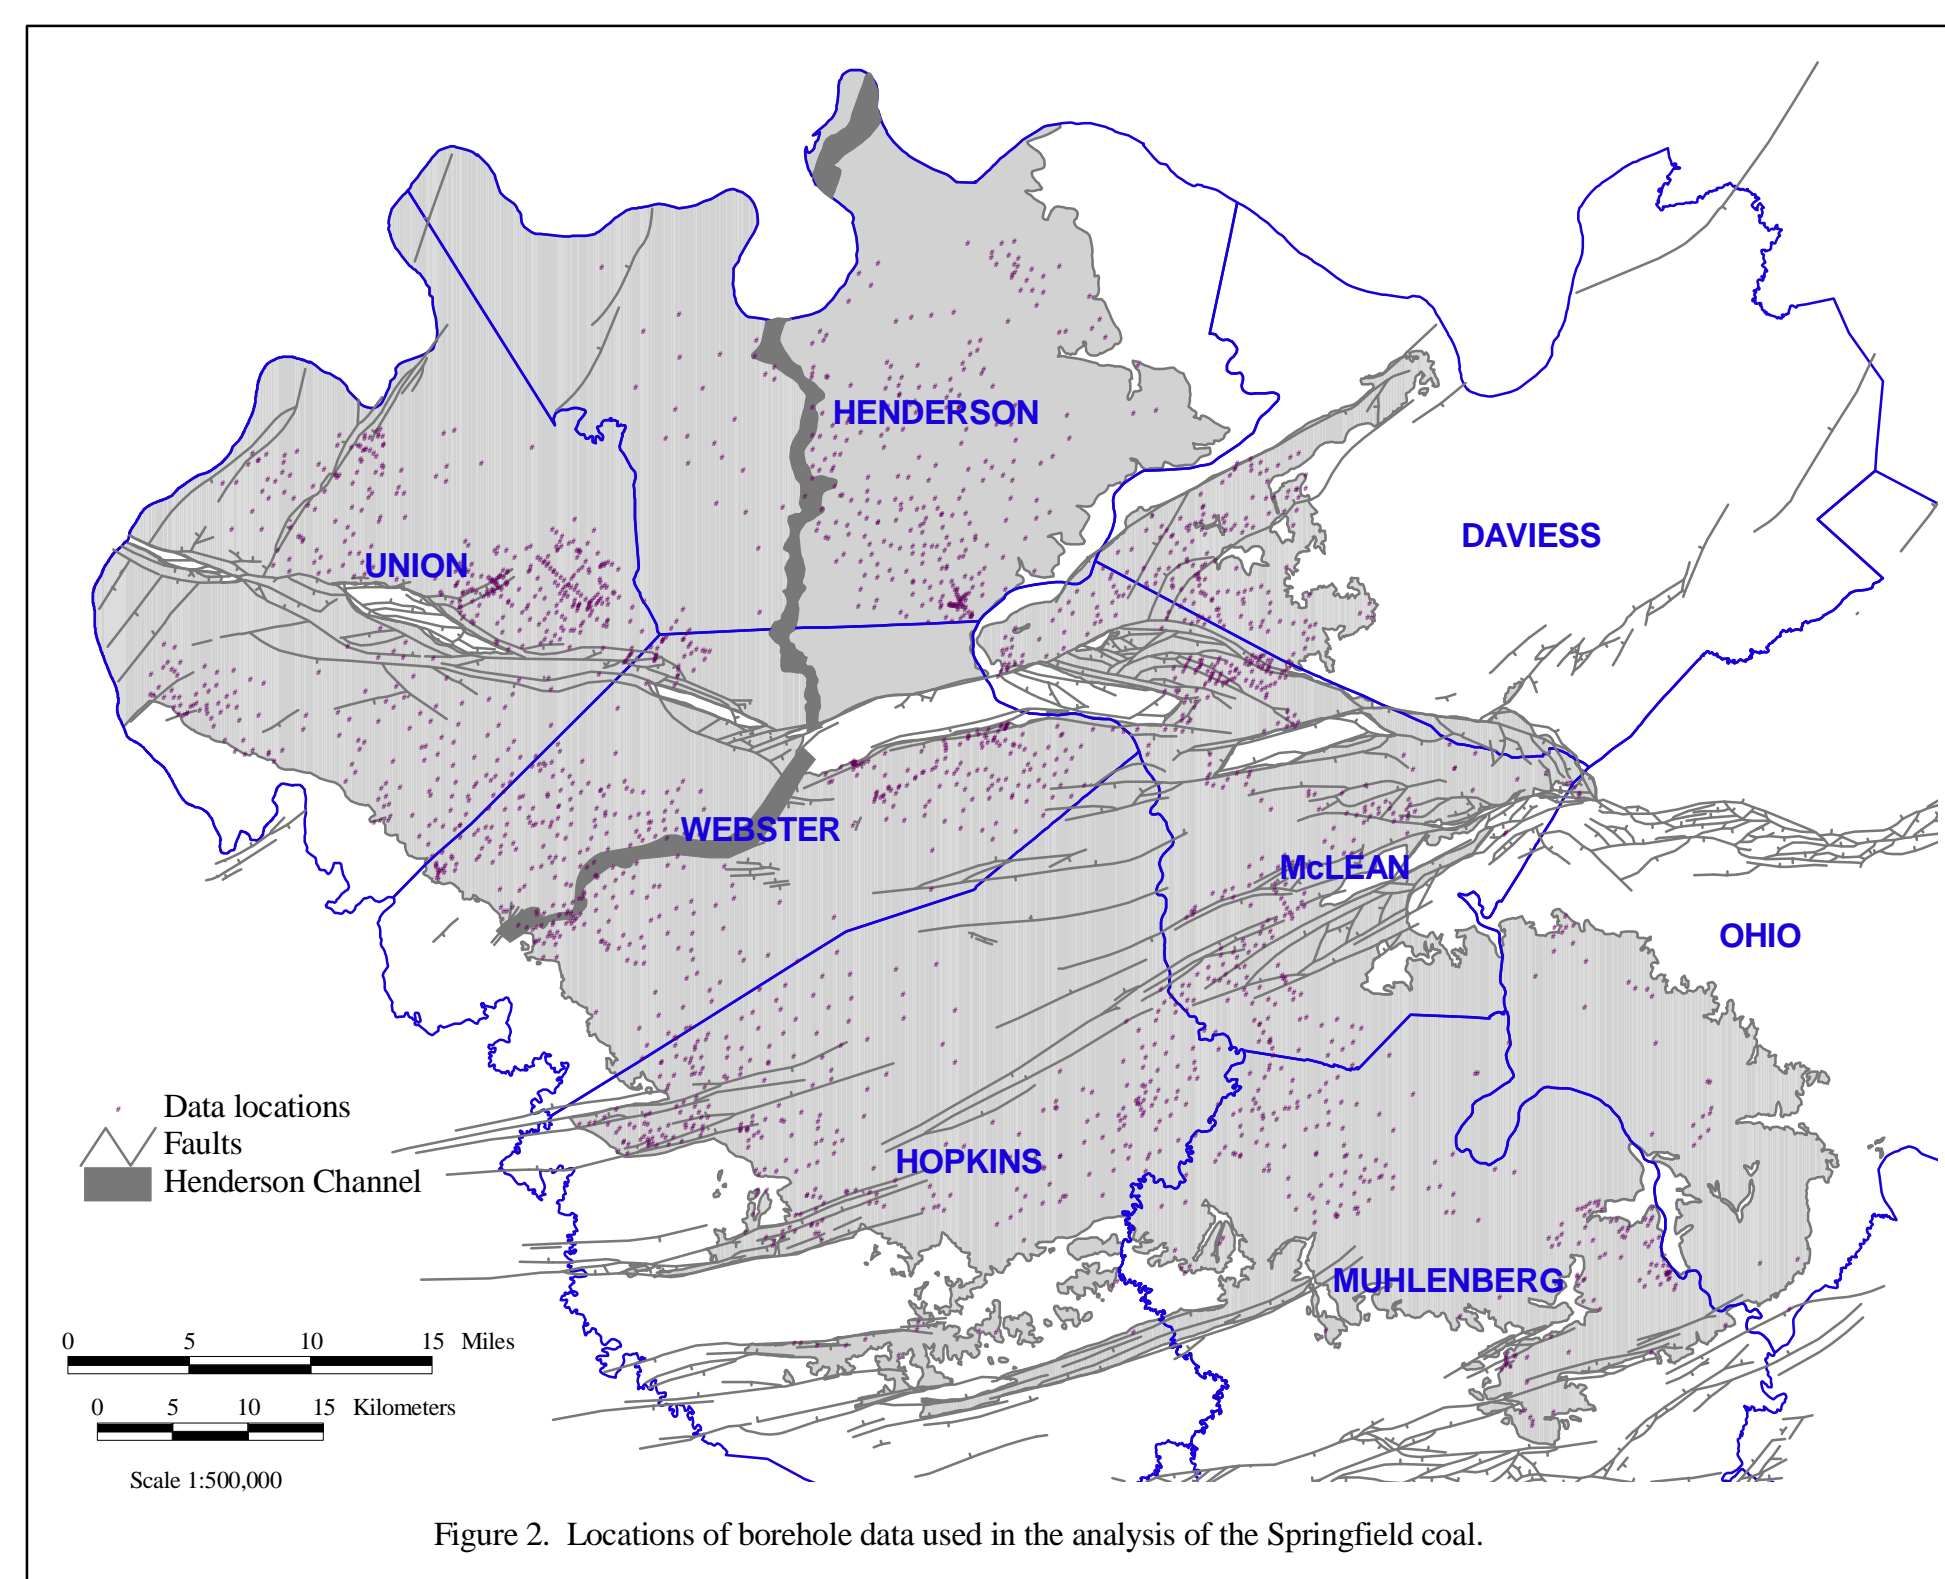 HENDERSON
DAVIESS
UNION
WEBSTER
McLEAN
OHIO
Data locations
Faults
Henderson Channel
HOPKINS
MUHLENBERG
0 5 10 15 Miles
0 5 10 15 Kilometers
Scale 1:500,000
Figure 2. Locations of borehole data used in the analysis of the Springfield coal.